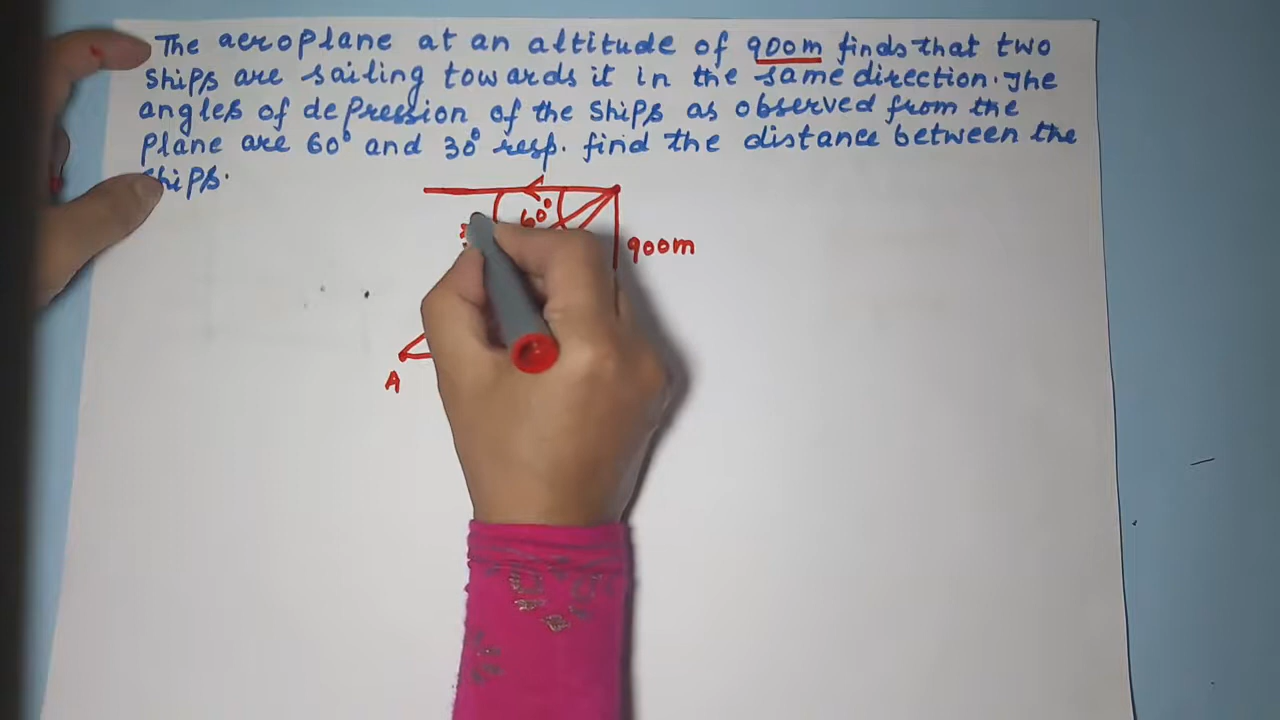 The aeroplane at an altitude of 900m finds that two
ships are sailing towards it in the same direction. The
angles of depression of the ships as observed from the
plane are 60° and 30° resp. find the distance between the
ships.
60°
900m
A